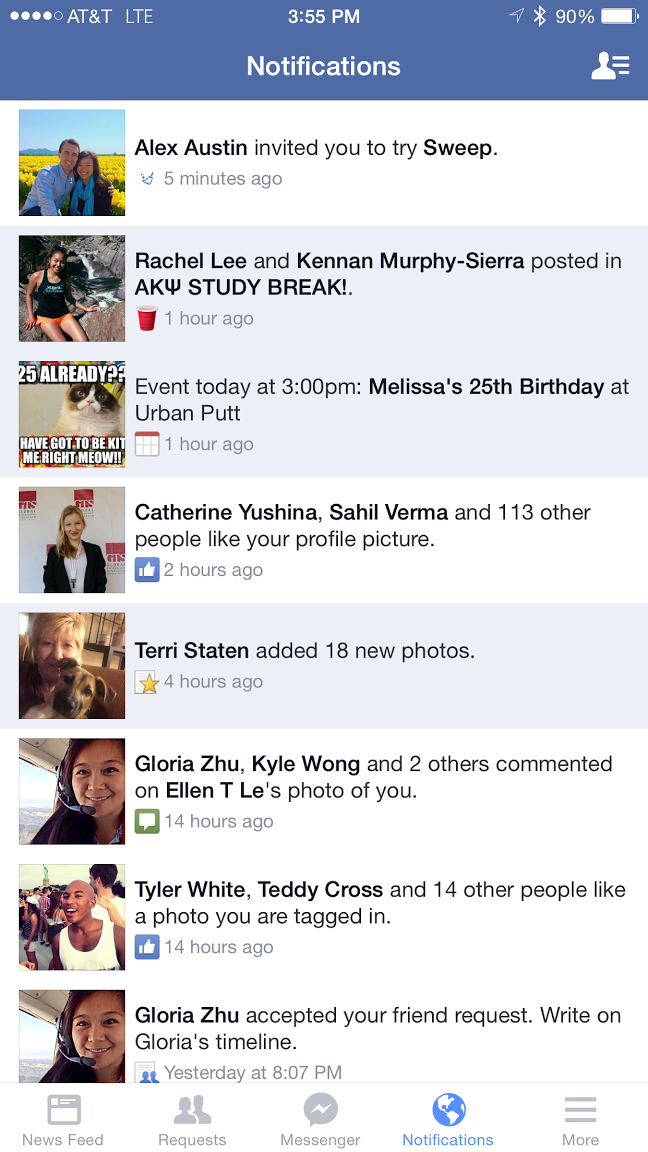 AT&T LTE 3:55 PM 90%
Notifications
Alex Austin invited you to try Sweep.
5 minutes ago
Rachel Lee and Kennan Murphy-Sierra posted in
ΑΚΨ STUDY BREAK!.
1 hour ago
25 ALREADY??
HAVE GOT TO BE KIT
ME RIGHT MEOW!!
Event today at 3:00pm: Melissa's 25th Birthday at
Urban Putt
1 hour ago
GTS
GTS
Catherine Yushina, Sahil Verma and 113 other
people like your profile picture.
2 hours ago
Terri Staten added 18 new photos.
4 hours ago
Gloria Zhu, Kyle Wong and 2 others commented
on Ellen T Le's photo of you.
14 hours ago
Tyler White, Teddy Cross and 14 other people like
a photo you are tagged in.
14 hours ago
Gloria Zhu accepted your friend request. Write on
Gloria's timeline.
Yesterday at 8:07 PM
News Feed Requests Messenger Notifications More